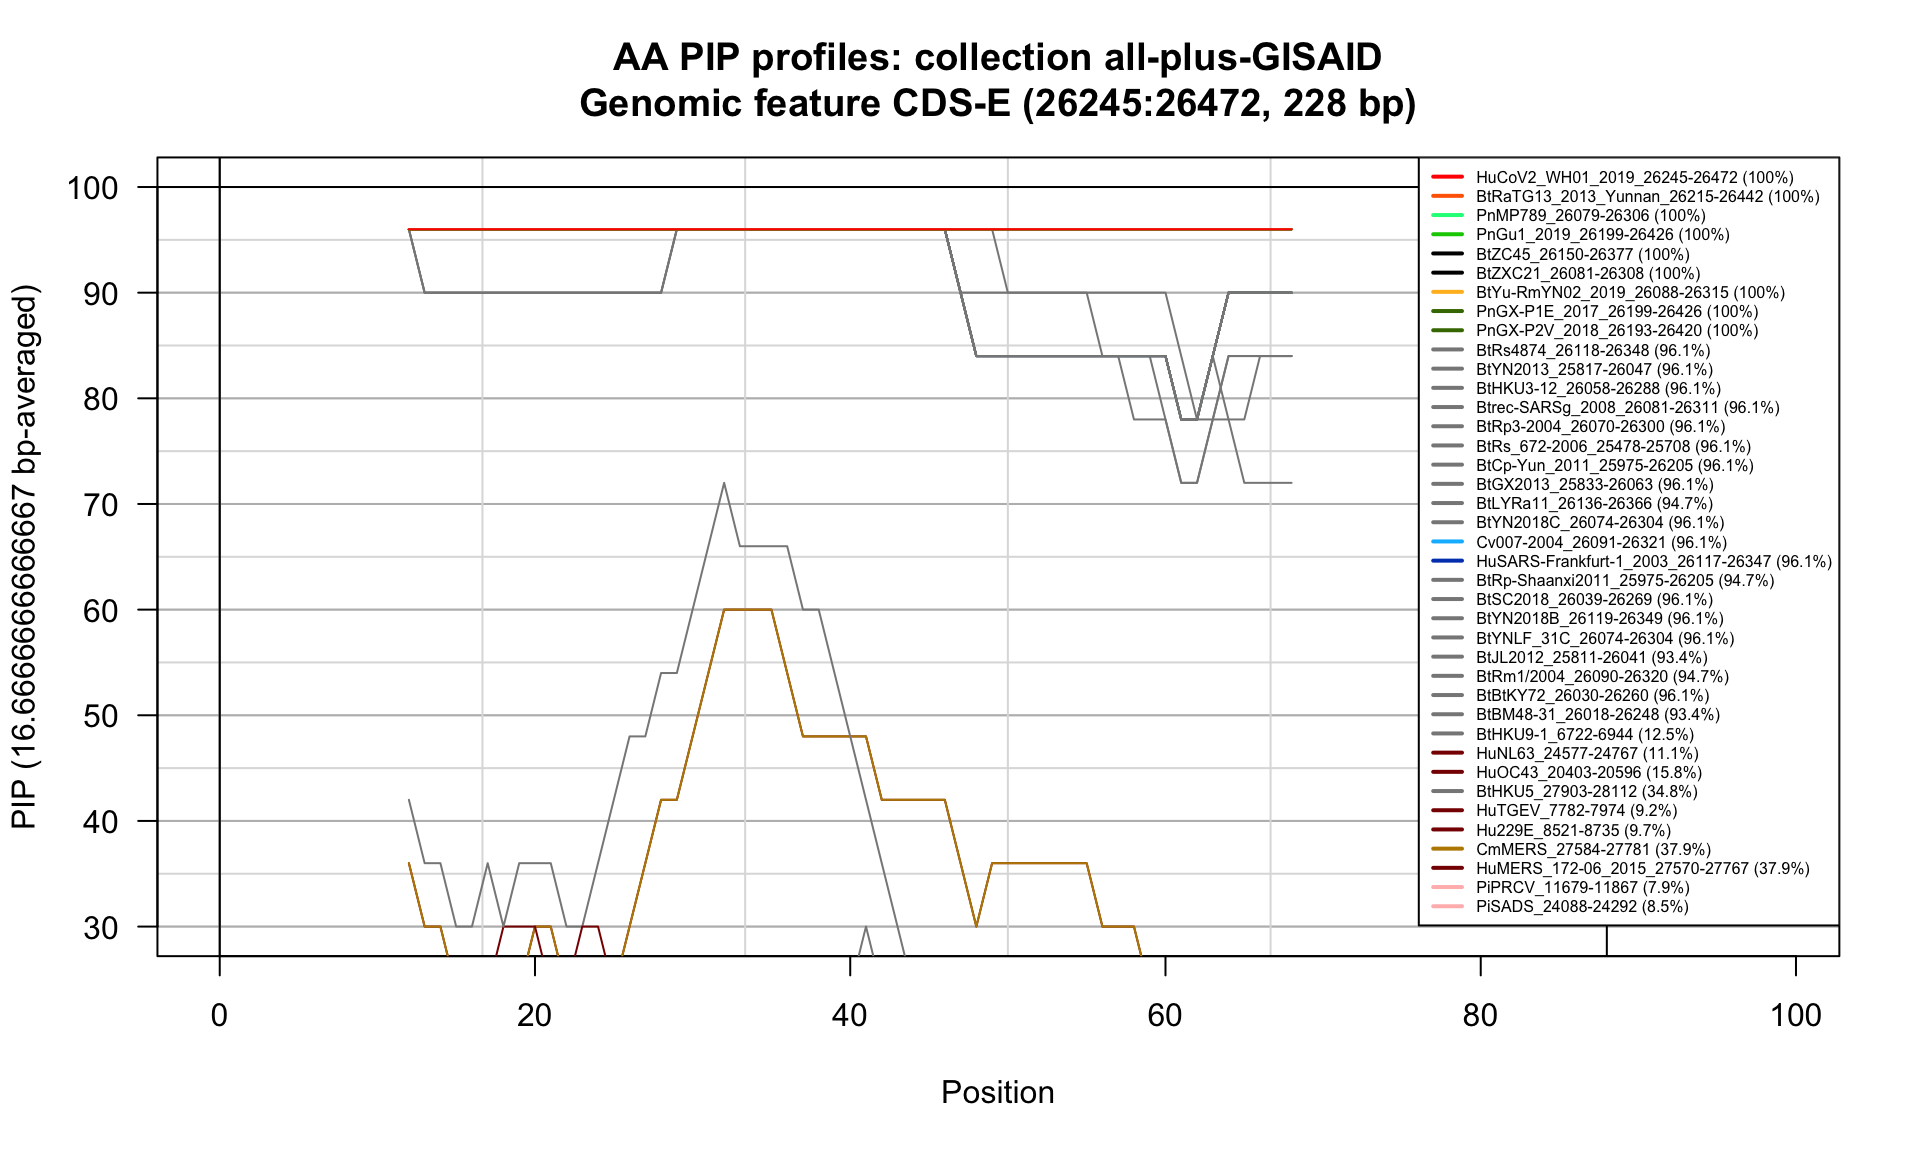 AA PIP profiles: collection all-plus-GISAID
Genomic feature CDS-E (26245:26472, 228 bp)
PIP (16.6666666666667 bp-averaged)
100
90
80
70
60
50
40
30
0
20
40
60
80
100
Position
HuCoV2_WH01_2019_26245-26472 (100%)
BtRaTG13_2013_Yunnan_26215-26442 (100%)
PnMP789_26079-26306 (100%)
PnGu1_2019_26199-26426 (100%)
BtZC45_26150-26377 (100%)
BtZXC21_26081-26308 (100%)
BtYu-RmYN02_2019_26088-26315 (100%)
PnGX-P1E_2017_26199-26426 (100%)
PnGX-P2V_2018_26193-26420 (100%)
BtRs4874_26118-26348 (96.1%)
BtYN2013_25817-26047 (96.1%)
BtHKU3-12_26058-26288 (96.1%)
Btrec-SARSg_2008_26081-26311 (96.1%)
BtRp3-2004_26070-26300 (96.1%)
BtRs_672-2006_25478-25708 (96.1%)
BtCp-Yun_2011_25975-26205 (96.1%)
BtGX2013_25833-26063 (96.1%)
BtLYRa11_26136-26366 (94.7%)
BtYN2018C_26074-26304 (96.1%)
Cv007-2004_26091-26321 (96.1%)
HuSARS-Frankfurt-1_2003_26117-26347 (96.1%)
BtRp-Shaanxi2011_25975-26205 (94.7%)
BtSC2018_26039-26269 (96.1%)
BtYN2018B_26119-26349 (96.1%)
BtYNLF_31C_26074-26304 (96.1%)
BtJL2012_25811-26041 (93.4%)
BtRm1/2004_26090-26320 (94.7%)
BtBtKY72_26030-26260 (96.1%)
BtBM48-31_26018-26248 (93.4%)
BtHKU9-1_6722-6944 (12.5%)
HuNL63_24577-24767 (11.1%)
HuOC43_20403-20596 (15.8%)
BtHKU5_27903-28112 (34.8%)
HuTGEV_7782-7974 (9.2%)
Hu229E_8521-8735 (9.7%)
CmMERS_27584-27781 (37.9%)
HuMERS_172-06_2015_27570-27767 (37.9%)
PiPRCV_11679-11867 (7.9%)
PiSADS_24088-24292 (8.5%)